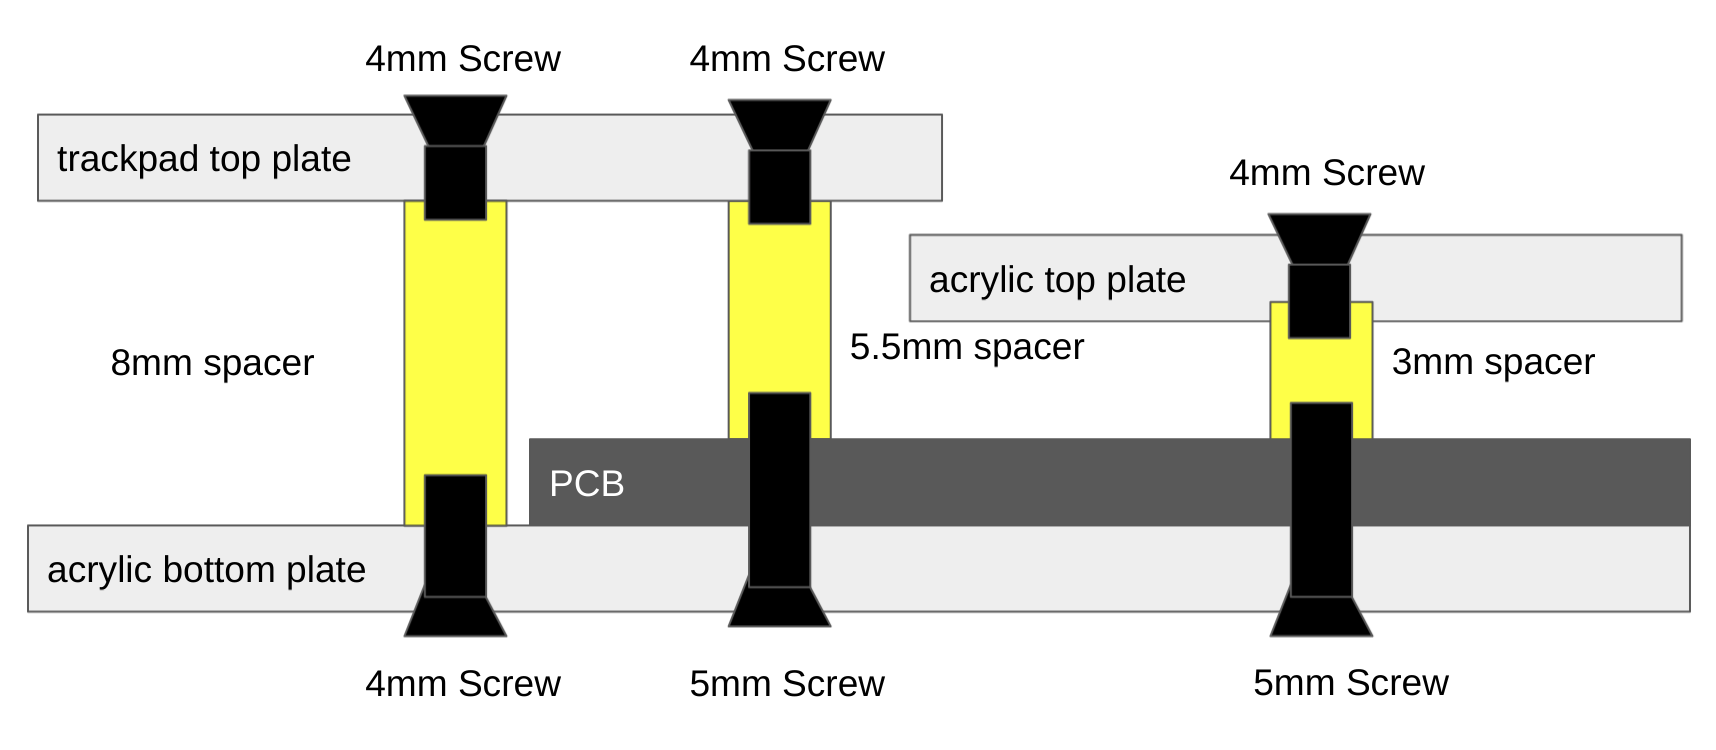 4mm Screw
4mm Screw
trackpad top plate
4mm Screw
acrylic top plate
8mm spacer
5.5mm spacer
3mm spacer
PCB
acrylic bottom plate
4mm Screw
5mm Screw
5mm Screw